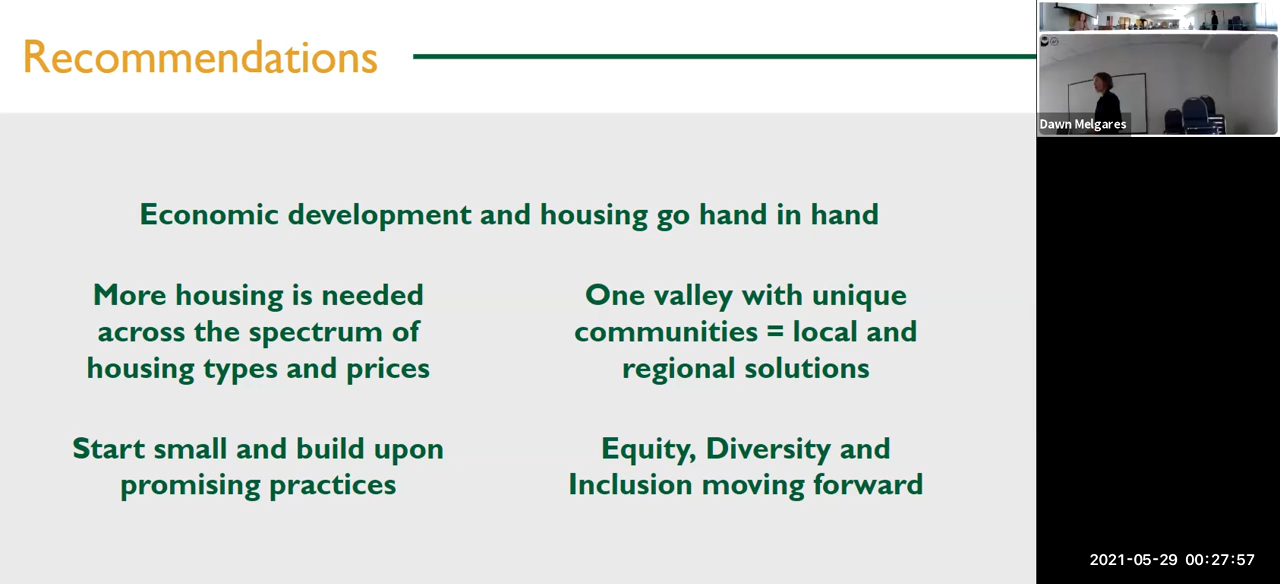 Recommendations
Economic development and housing go hand in hand
More housing is needed
across the spectrum of
housing types and prices
One valley with unique
communities = local and
regional solutions
Start small and build upon
promising practices
Equity, Diversity and
Inclusion moving forward
Dawn Melgares
2021-05-29 00:27:57